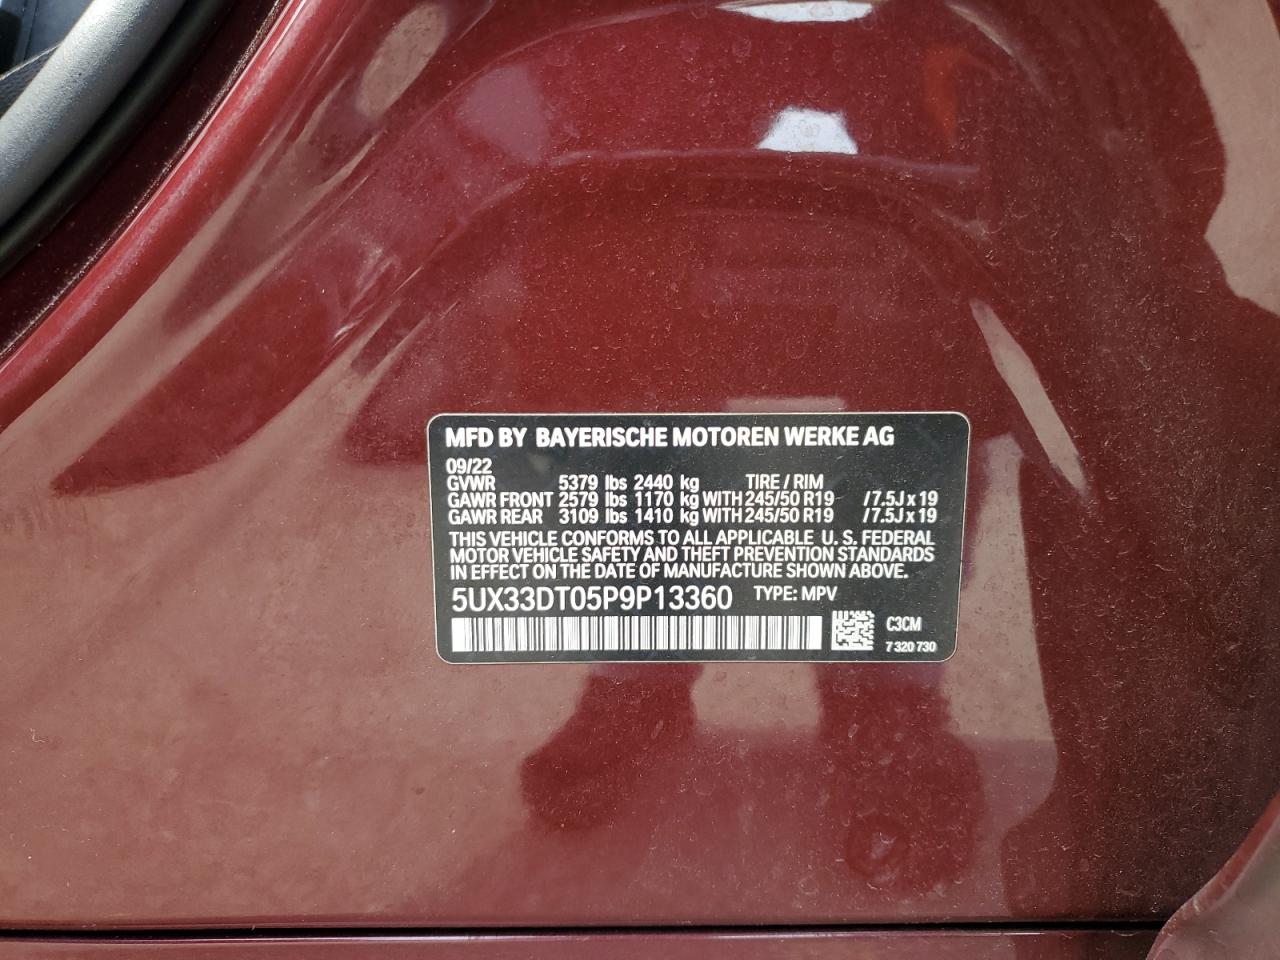 MFD BY BAYERISCHE MOTOREN WERKE AG
09/22
GVWR 5379 lbs 2440 kg TIRE / RIM
GAWR FRONT 2579 lbs 1170 kg WITH 245/50 R19 /7.5J x 19
GAWR REAR 3109 lbs 1410 kg WITH 245/50 R19 /7.5J x 19
THIS VEHICLE CONFORMS TO ALL APPLICABLE U. S. FEDERAL
MOTOR VEHICLE SAFETY AND THEFT PREVENTION STANDARDS
IN EFFECT ON THE DATE OF MANUFACTURE SHOWN ABOVE.
5UX33DT05P9P13360 TYPE: MPV
C3CM
7 320 730